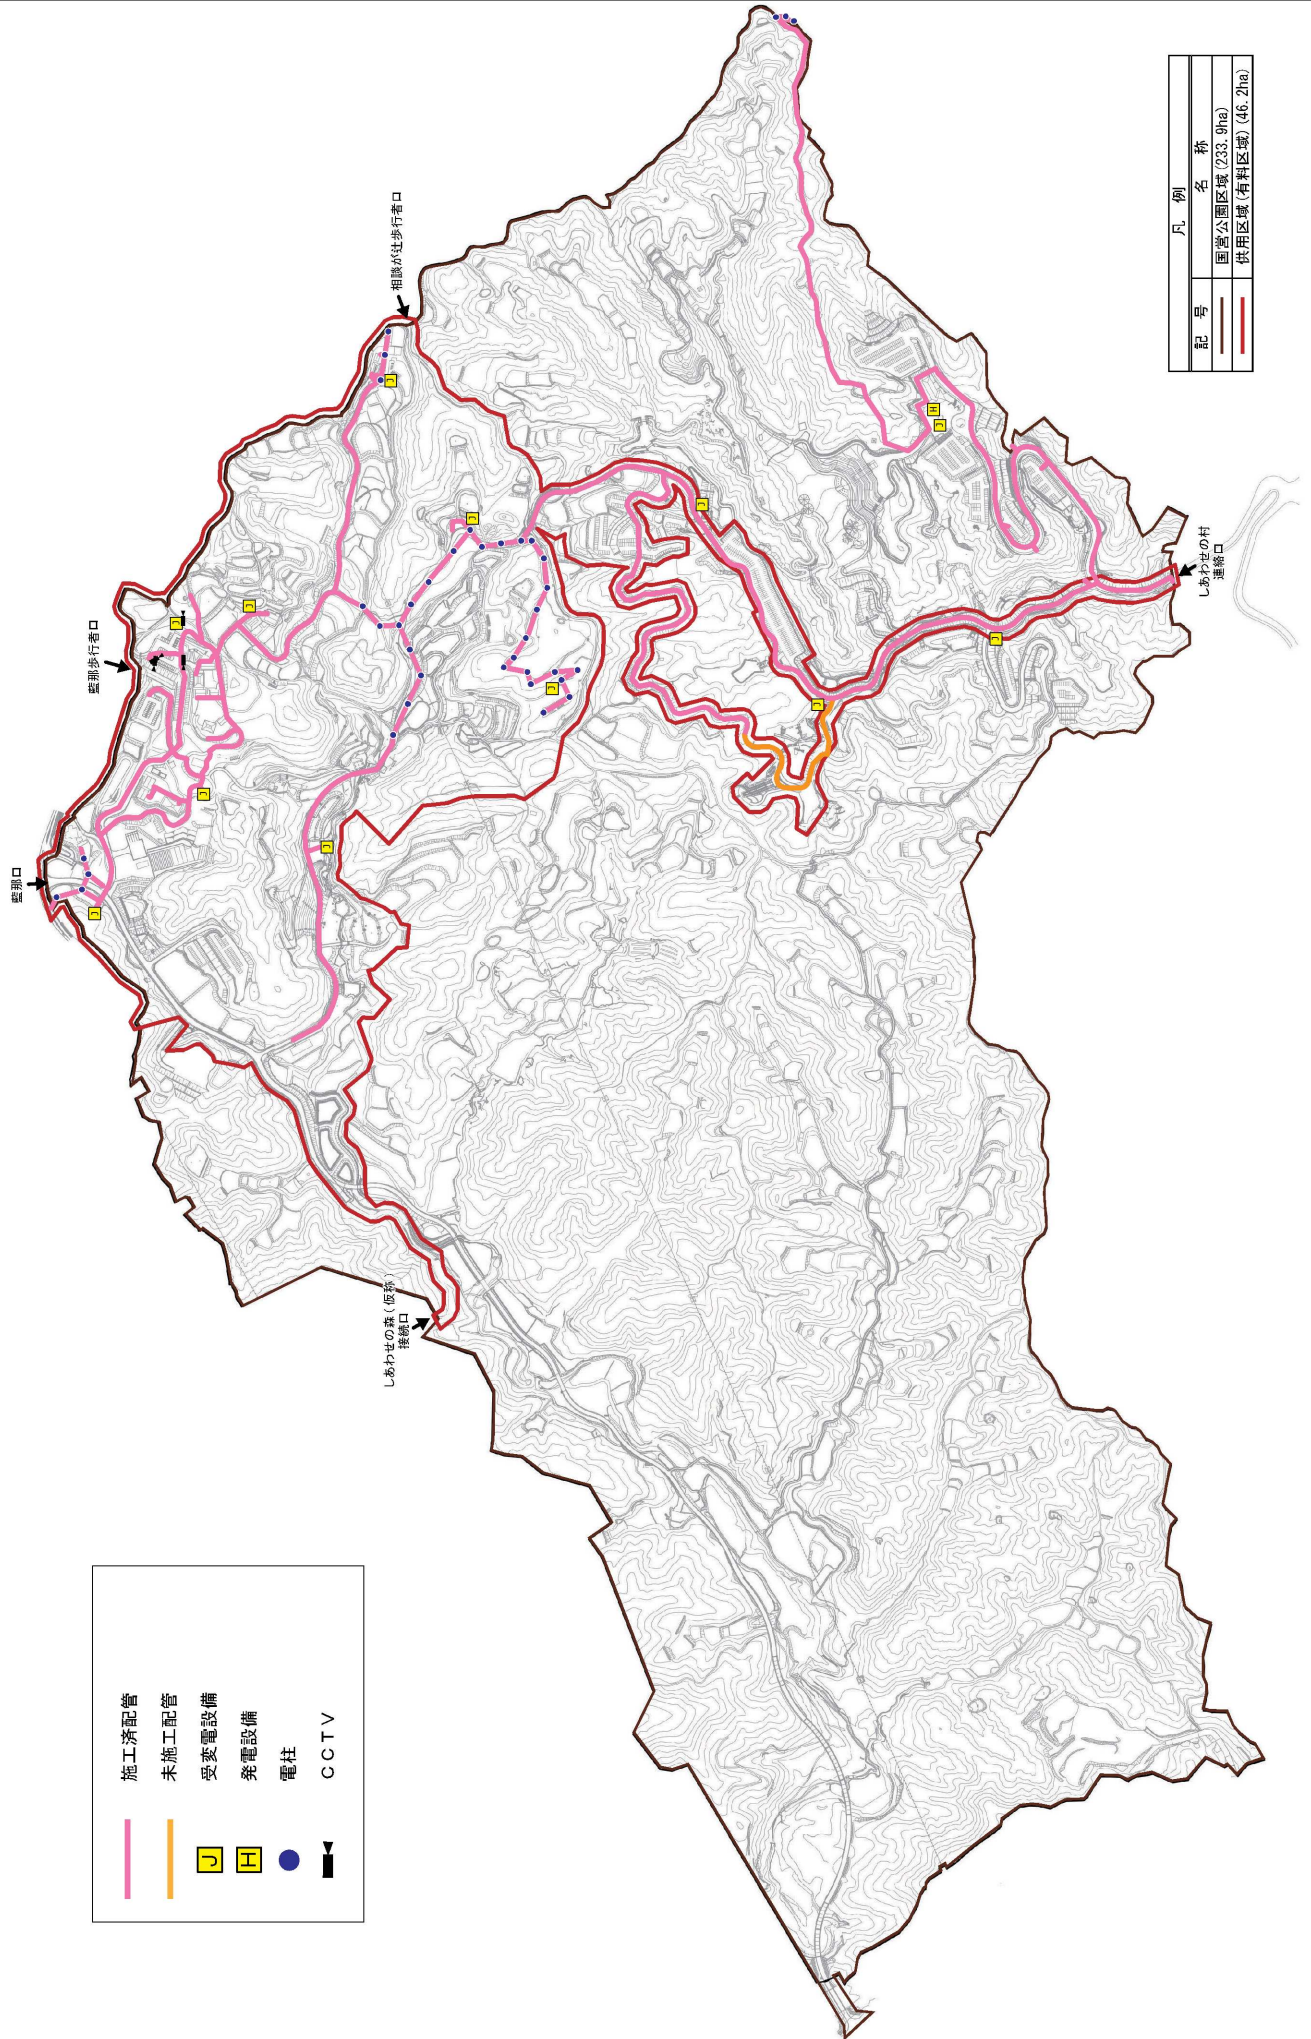 施工済配管
未施工配管
J 受変電設備
H 発電設備
電柱
CCTV
凡 例
記 号 名 称
国営公園区域(233.9ha)
供用区域(有料区域)(46.2ha)
藍那口
藍那歩行者口
相談が辻歩行者口
しあわせの村
連絡口
しあわせの森(仮称)
接続口
J
J
J
J
J
J
J
J
J
J
J
J
H